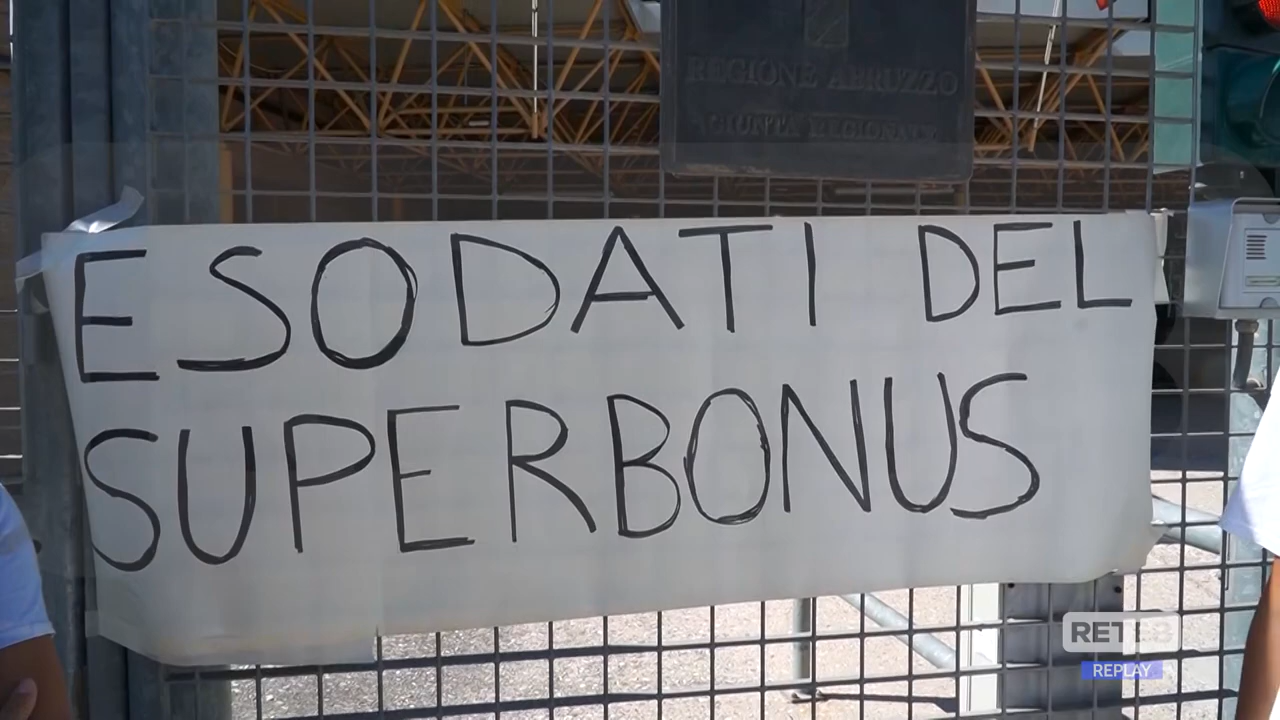 REGIONE ABRUZZO
GIUNTA REGIONALE
ESODATI DEL
SUPERBONUS
RETE8
REPLAY